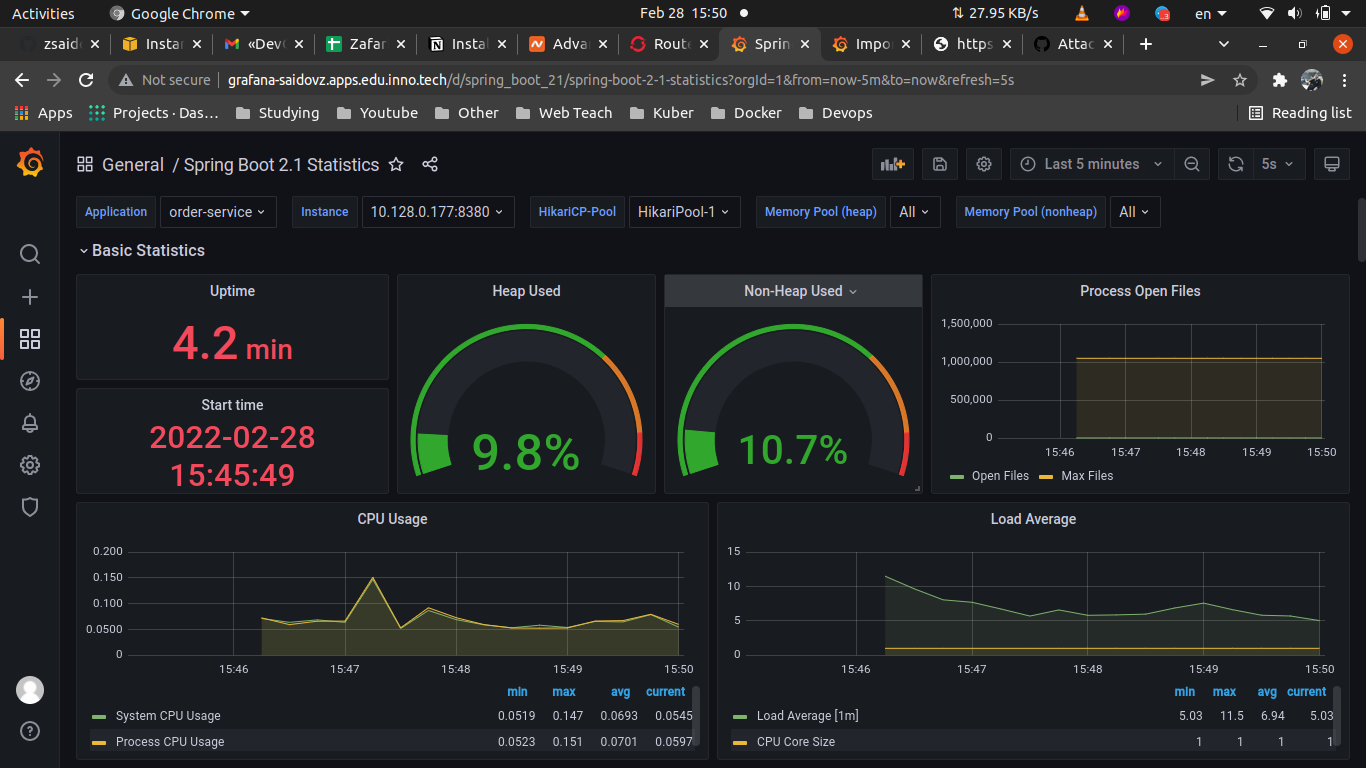 Activities
Google Chrome
Feb 28 15:50
27.95 KB/s
3
en
zsaid
Instan
«Dev
Zafar
Instal
Adva
Route
Sprin
Impo
https
Attac
Not secure
grafana-saidovz.apps.edu.inno.tech/d/spring_boot_21/spring-boot-2-1-statistics?orgId=1&from=now-5m&to=now&refresh=5s
Apps
Projects · Das...
Studying
Youtube
Other
Web Teach
Kuber
Docker
Devops
Reading list
General / Spring Boot 2.1 Statistics
Last 5 minutes
5s
Application
order-service
Instance
10.128.0.177:8380
HikariCP-Pool
HikariPool-1
Memory Pool (heap)
All
Memory Pool (nonheap)
All
Basic Statistics
Uptime
4.2 min
Start time
2022-02-28
15:45:49
Heap Used
9.8%
Non-Heap Used
10.7%
Process Open Files
1,500,000
1,000,000
500,000
0
15:46 15:47 15:48 15:49 15:50
Open Files Max Files
CPU Usage
0.200
0.150
0.100
0.0500
0
15:46 15:47 15:48 15:49 15:50
min max avg current
System CPU Usage 0.0519 0.147 0.0693 0.0545
Process CPU Usage 0.0523 0.151 0.0701 0.0597
Load Average
15
10
5
0
15:46 15:47 15:48 15:49 15:50
min max avg current
Load Average [1m] 5.03 11.5 6.94 5.03
CPU Core Size 1 1 1 1